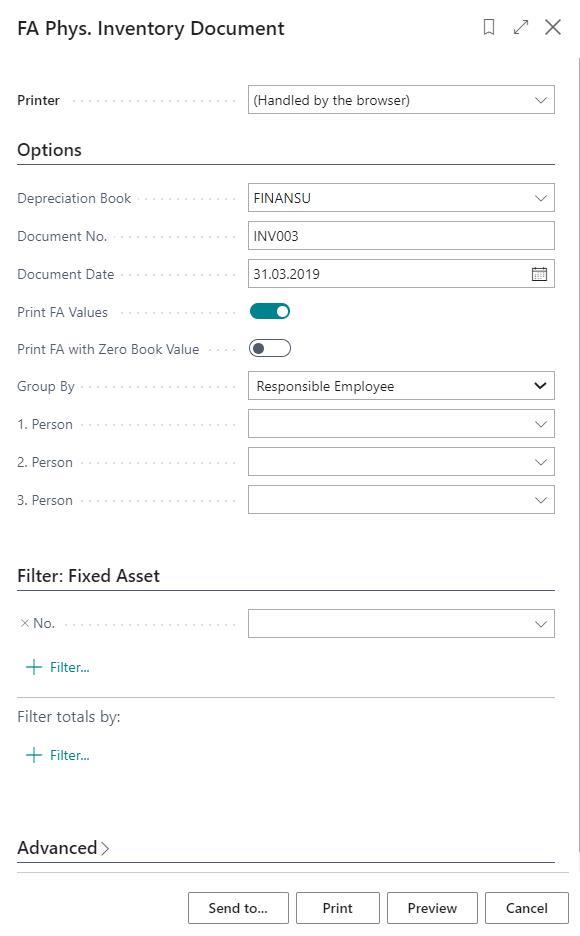 FA Phys. Inventory Document
Printer (Handled by the browser)
Options
Depreciation Book FINANSU
Document No. INV003
Document Date 31.03.2019
Print FA Values
Print FA with Zero Book Value
Group By Responsible Employee
1. Person
2. Person
3. Person
Filter: Fixed Asset
× No.
+ Filter...
Filter totals by:
+ Filter...
Advanced >
Send to... Print Preview Cancel